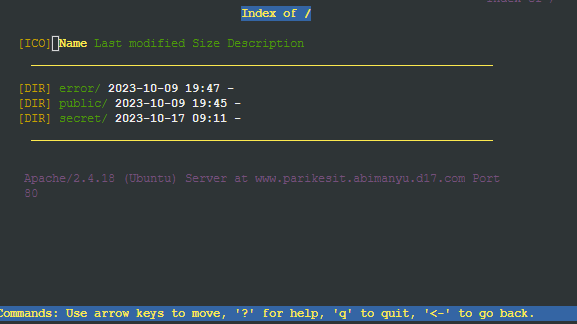 Index of /
Index of /
[ICO] Name Last modified Size Description
[DIR] error/ 2023-10-09 19:47 -
[DIR] public/ 2023-10-09 19:45 -
[DIR] secret/ 2023-10-17 09:11 -
Apache/2.4.18 (Ubuntu) Server at www.parikesit.abimanyu.d17.com Port
80
Commands: Use arrow keys to move, '?' for help, 'q' to quit, '<-' to go back.